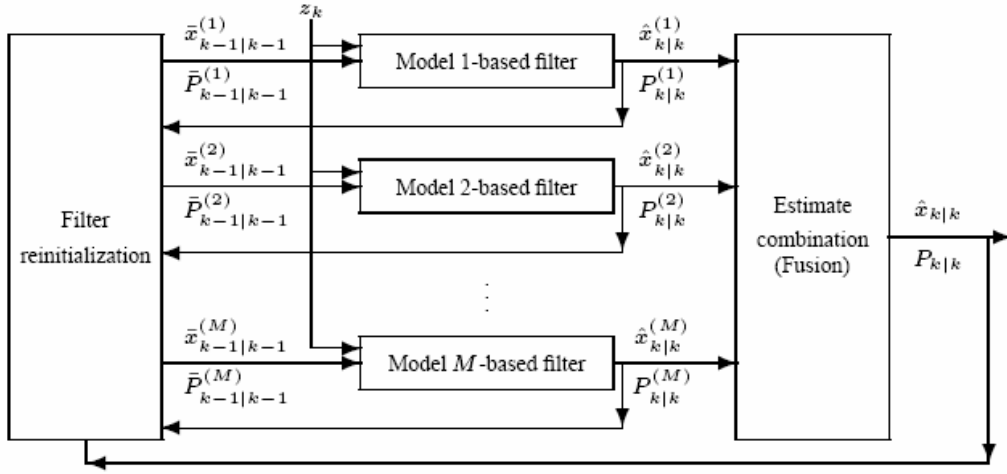 z_k
x̄^{(1)}_{k−1|k−1}
P̄^{(1)}_{k−1|k−1}
Model 1-based filter
x̂^{(1)}_{k|k}
P^{(1)}_{k|k}
x̄^{(2)}_{k−1|k−1}
P̄^{(2)}_{k−1|k−1}
Model 2-based filter
x̂^{(2)}_{k|k}
P^{(2)}_{k|k}
Filter
reinitialization
Estimate
combination
(Fusion)
x̂_{k|k}
P_{k|k}
⋮
x̄^{(M)}_{k−1|k−1}
P̄^{(M)}_{k−1|k−1}
Model M-based filter
x̂^{(M)}_{k|k}
P^{(M)}_{k|k}